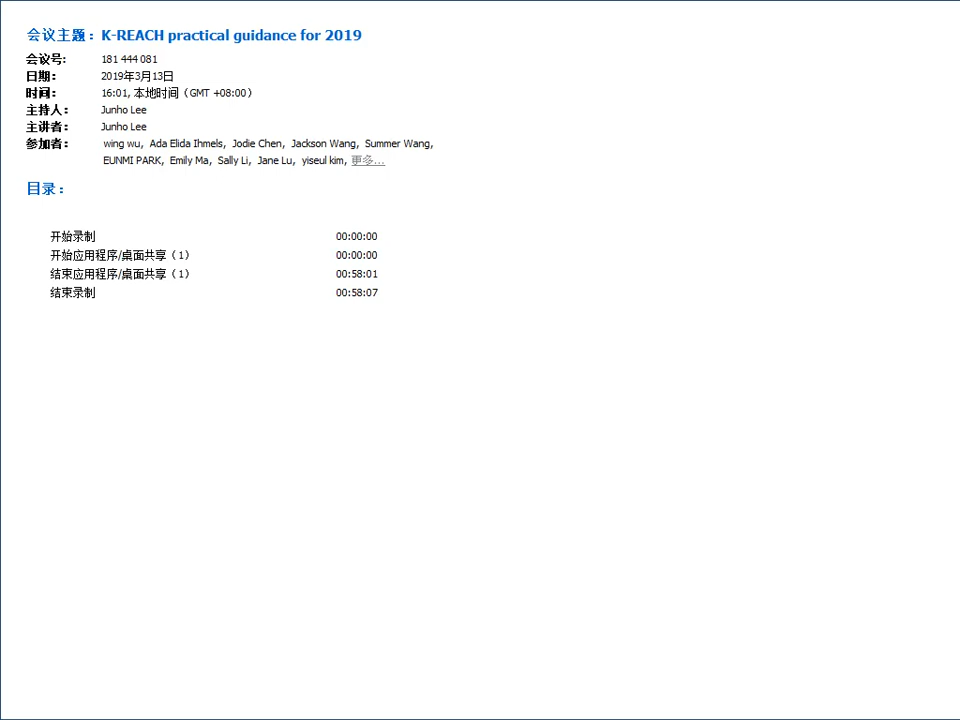 会议主题：K-REACH practical guidance for 2019
会议号: 181 444 081
日期: 2019年3月13日
时间: 16:01, 本地时间（GMT +08:00）
主持人: Junho Lee
主讲者: Junho Lee
参加者: wing wu, Ada Elida Ihmels, Jodie Chen, Jackson Wang, Summer Wang,
EUNMI PARK, Emily Ma, Sally Li, Jane Lu, yiseul kim, 更多...
目录：
开始录制 00:00:00
开始应用程序/桌面共享（1） 00:00:00
结束应用程序/桌面共享（1） 00:58:01
结束录制 00:58:07